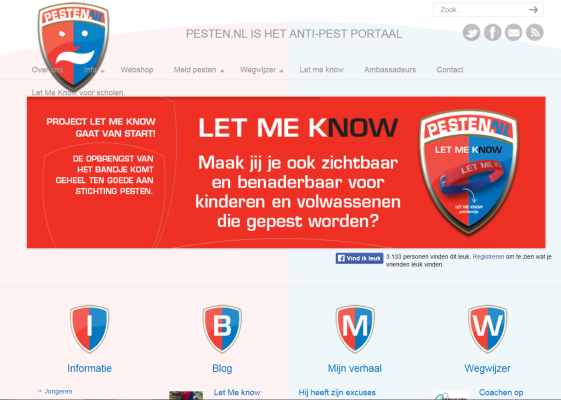 Zoek...
PESTEN.NL
PESTEN.NL IS HET ANTI-PEST PORTAAL
Over ons Info Webshop Meld pesten Wegwijzer Let me know Ambassadeurs Contact
Let Me Know voor scholen.
PROJECT LET ME KNOW
GAAT VAN START!
DE OPBRENGST VAN
HET BANDJE KOMT
GEHEEL TEN GOEDE AAN
STICHTING PESTEN.
LET ME KNOW
Maak jij je ook zichtbaar
en benaderbaar voor
kinderen en volwassenen
die gepest worden?
PESTEN.NL
LET ME KNOW
LET ME
LET ME KNOW
Vind ik leuk
3.133 personen vinden dit leuk. Registreren om te zien wat je
vrienden leuk vinden.
I B M W
Informatie Blog Mijn verhaal Wegwijzer
Jongeren
Let Me know
Hij heeft zijn excuses
Coachen op